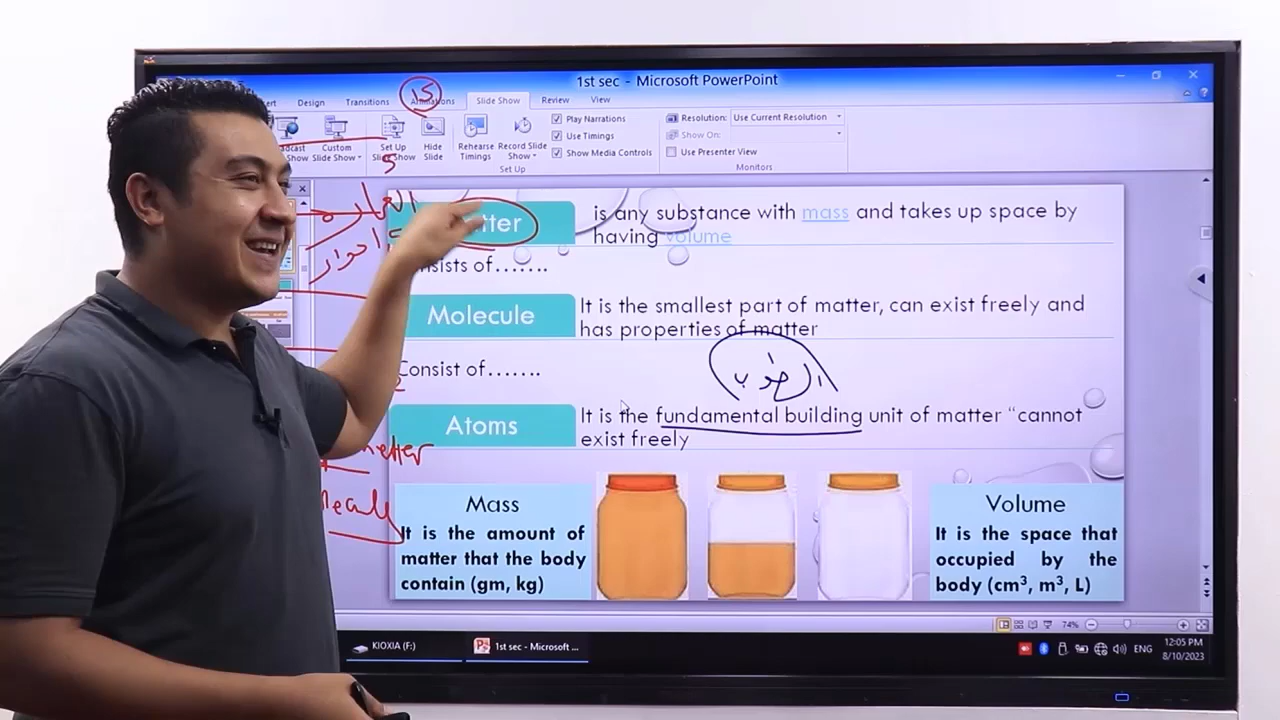 1st sec - Microsoft PowerPoint
Design Transitions Animations Slide Show Review View
15
Custom Slide Show
Set Up Slide Show
Hide Slide
Rehearse Timings
Record Slide Show
Play Narrations
Use Timings
Show Media Controls
Set Up
Resolution: Use Current Resolution
Show On:
Use Presenter View
Monitors
is any substance with mass and takes up space by
having volume
Molecule
It is the smallest part of matter, can exist freely and
has properties of matter
Consist of…….
الطوب
Atoms
It is the fundamental building unit of matter “cannot
exist freely
Mass
It is the amount of
matter that the body
contain (gm, kg)
Volume
It is the space that
occupied by the
body (cm³, m³, L)
74%
KIOXIA (F:)
1st sec - Microsoft ...
ENG
12:05 PM
8/10/2023